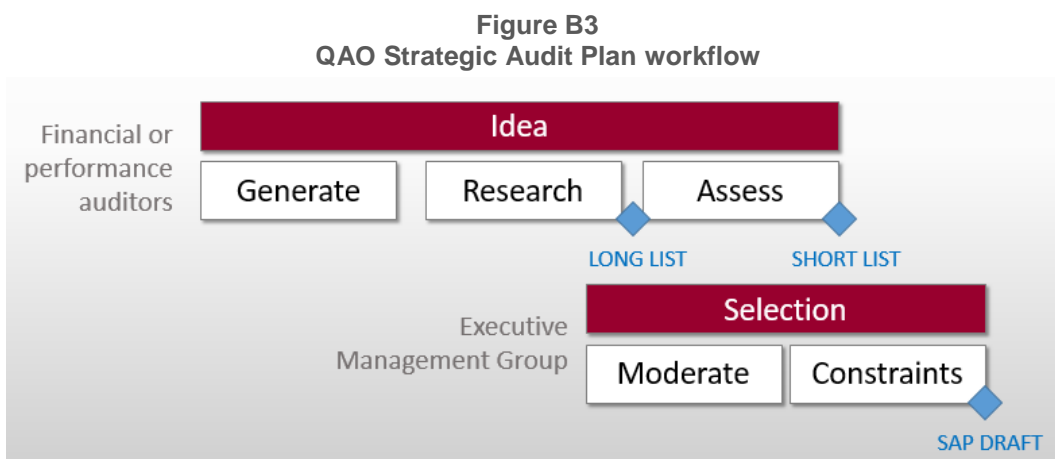 Figure B3
QAO Strategic Audit Plan workflow
Financial or
performance
auditors
Idea
Generate
Research
Assess
LONG LIST
SHORT LIST
Executive
Management Group
Selection
Moderate
Constraints
SAP DRAFT